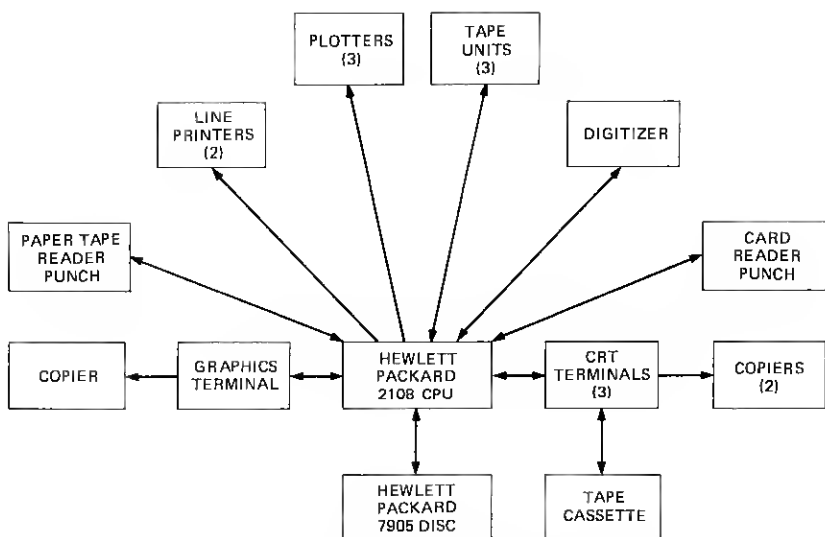 PLOTTERS
(3)
TAPE
UNITS
(3)
LINE
PRINTERS
(2)
DIGITIZER
PAPER TAPE
READER
PUNCH
CARD
READER
PUNCH
COPIER
GRAPHICS
TERMINAL
HEWLETT
PACKARD
2108 CPU
CRT
TERMINALS
(3)
COPIERS
(2)
HEWLETT
PACKARD
7905 DISC
TAPE
CASSETTE